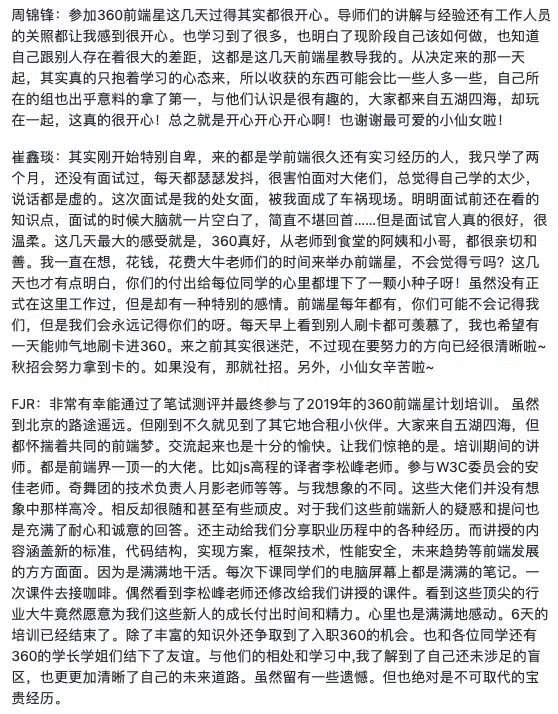 周锦锋：参加360前端星这几天过得其实都很开心。导师们的讲解与经验还有工作人员
的关照都让我感到很开心。也学习到了很多，也明白了现阶段自己该如何做，也知道
自己跟别人存在着很大的差距，这都是这几天前端星教导我的。从决定来的那一天
起，其实真的只抱着学习的心态来，所以收获的东西可能会比一些人多一些，自己所
在的组也出乎意料的拿了第一，与他们认识是很有趣的，大家都来自五湖四海，却玩
在一起，这真的很开心！总之就是开心开心开心啊！也谢谢最可爱的小仙女啦！
崔鑫琰：其实刚开始特别自卑，来的都是学前端很久还有实习经历的人，我只学了两
个月，还没有面试过，每天都瑟瑟发抖，很害怕面对大佬们，总觉得自己学的太少，
说话都是虚的。这次面试是我的处女面，被我面成了车祸现场。明明面试前还在看的
知识点，面试的时候大脑就一片空白了，简直不堪回首......但是面试官人真的很好，很
温柔。这几天最大的感受就是，360真好，从老师到食堂的阿姨和小哥，都很亲切和
善。我一直在想，花钱，花费大牛老师们的时间来举办前端星，不会觉得亏吗？这几
天也才有点明白，你们的付出给每位同学的心里都埋下了一颗小种子呀！虽然没有正
式在这里工作过，但是却有一种特别的感情。前端星每年都有，你们可能不会记得我
们，但是我们会永远记得你们的呀。每天早上看到别人刷卡都可羡慕了，我也希望有
一天能帅气地刷卡进360。来之前其实很迷茫，不过现在要努力的方向已经很清晰啦~
秋招会努力拿到卡的。如果没有，那就社招。另外，小仙女辛苦啦~
FJR：非常有幸能通过了笔试测评并最终参与了2019年的360前端星计划培训。 虽然
到北京的路途遥远。但刚到不久就见到了其它地合租小伙伴。大家来自五湖四海，但
都怀揣着共同的前端梦。交流起来也是十分的愉快。让我们惊艳的是。培训期间的讲
师。都是前端界一顶一的大佬。比如js高程的译者李松峰老师。参与W3C委员会的安
佳老师。奇舞团的技术负责人月影老师等等。与我想象的不同。这些大佬们并没有想
象中那样高冷。相反却很随和甚至有些顽皮。对于我们这些前端新人的疑惑和提问也
是充满了耐心和诚意的回答。还主动给我们分享职业历程中的各种经历。而讲授的内
容涵盖新的标准，代码结构，实现方案，框架技术，性能安全，未来趋势等前端发展
的方方面面。因为是满满地干活。每次下课同学们的电脑屏幕上都是满满的笔记。一
次课件去接咖啡。偶然看到李松峰老师还修改给我们讲授的课件。看到这些顶尖的行
业大牛竟然愿意为我们这些新人的成长付出时间和精力。心里也是满满地感动。6天的
培训已经结束了。除了丰富的知识外还争取到了入职360的机会。也和各位同学还有
360的学长学姐们结下了友谊。与他们的相处和学习中,我了解到了自己还未涉足的盲
区，也更更加清晰了自己的未来道路。虽然留有一些遗憾。但也绝对是不可取代的宝
贵经历。